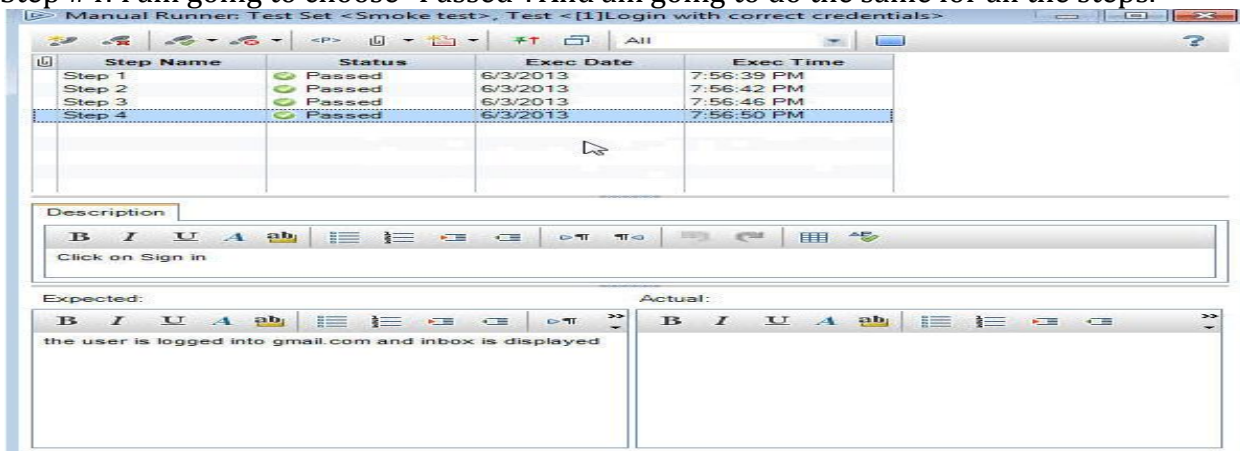 Step # 1. I am going to choose "Passed". And am going to do the same for all the steps.
Manual Runner: Test Set <Smoke test>, Test <[1]Login with correct credentials>
<P> All ?
Step Name Status Exec Date Exec Time
Step 1 Passed 6/3/2013 7:56:39 PM
Step 2 Passed 6/3/2013 7:56:42 PM
Step 3 Passed 6/3/2013 7:56:46 PM
Step 4 Passed 6/3/2013 7:56:50 PM
Description
B I U A ab
Click on Sign in
Expected: Actual:
B I U A ab B I U A ab
the user is logged into gmail.com and inbox is displayed